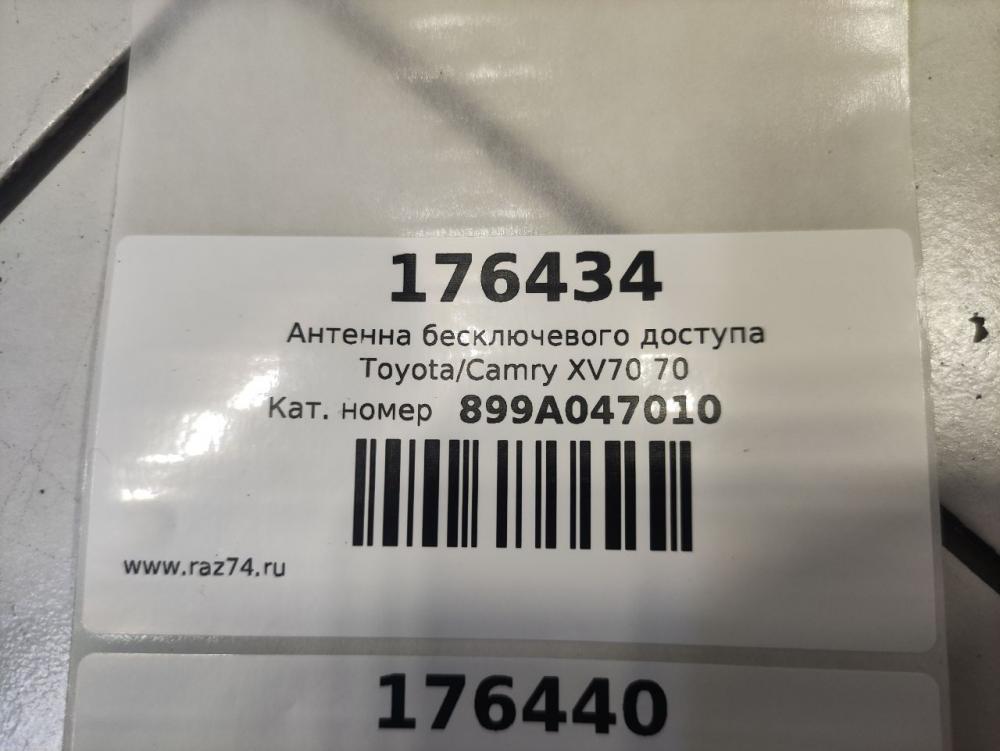 176434
Антенна бесключевого доступа
Toyota/Camry XV70 70
Кат. номер 899A047010
www.raz74.ru
176440